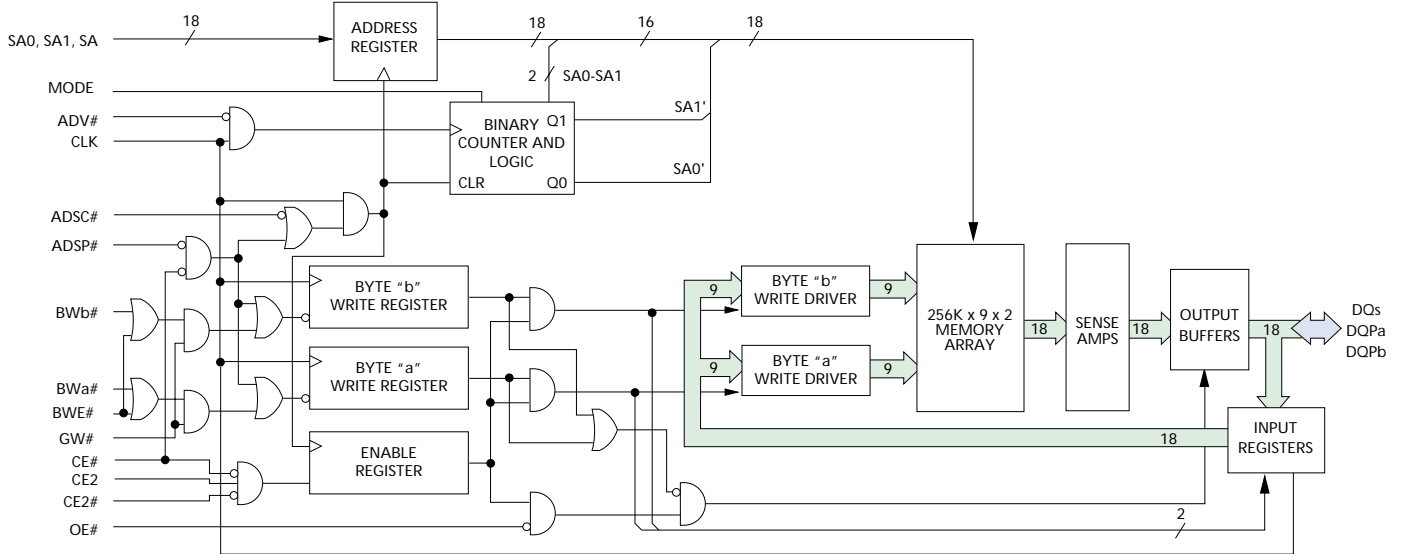 18
ADDRESS
REGISTER
18
16
18
SA0, SA1, SA
2
SA0-SA1
MODE
SA1'
ADV#
BINARY
COUNTER AND
LOGIC
Q1
CLK
SA0'
CLR
Q0
ADSC#
ADSP#
BYTE “b”
WRITE REGISTER
9
BYTE “b”
WRITE DRIVER
9
BWb#
256K x 9 x 2
MEMORY
ARRAY
18
SENSE
AMPS
18
OUTPUT
BUFFERS
18
DQs
DQPa
DQPb
BYTE “a”
WRITE REGISTER
9
BYTE “a”
WRITE DRIVER
9
BWa#
BWE#
GW#
ENABLE
REGISTER
18
INPUT
REGISTERS
CE#
CE2
CE2#
OE#
2